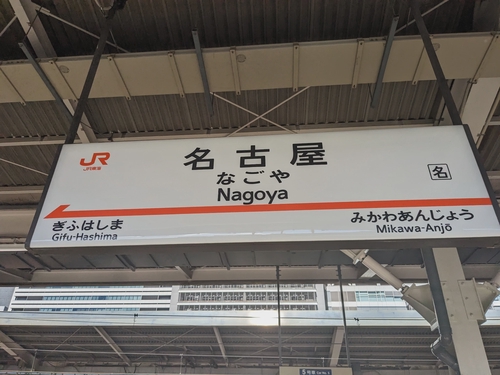 JR
JR東海
名古屋
なごや
Nagoya
名
ぎふはしま
Gifu-Hashima
みかわあんじょう
Mikawa-Anjō